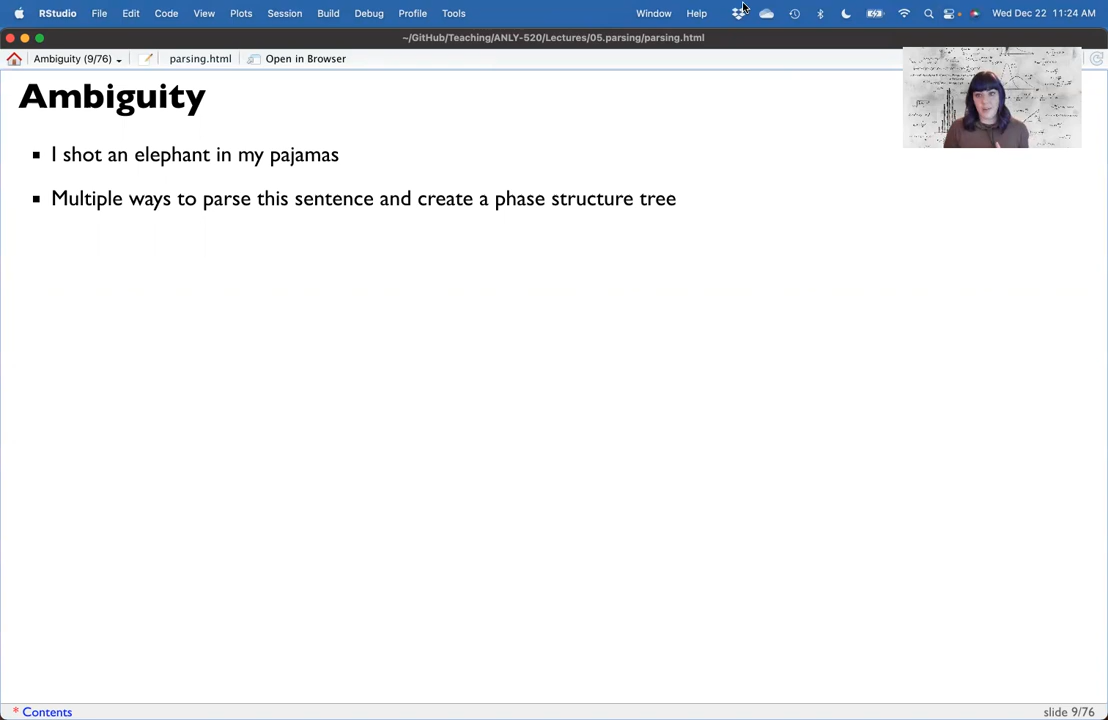 RStudio File Edit Code View Plots Session Build Debug Profile Tools Window Help Wed Dec 22 11:24 AM
~/GitHub/Teaching/ANLY-520/Lectures/05.parsing/parsing.html
Ambiguity (9/76) parsing.html Open in Browser
Ambiguity
I shot an elephant in my pajamas
Multiple ways to parse this sentence and create a phase structure tree
* Contents slide 9/76